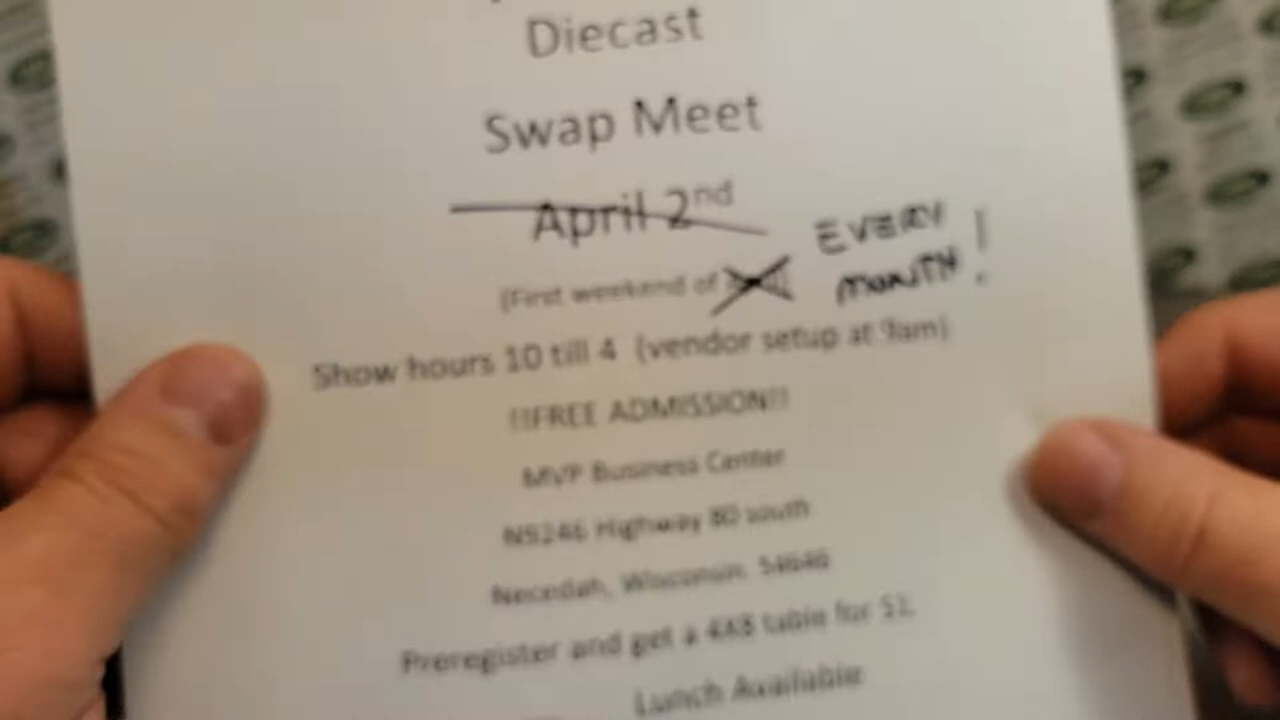 Diecast
Swap Meet
April 2nd
EVERY
(First weekend of
MONTH!
Show hours 10 till 4 (vendor setup at 9am)
!!FREE ADMISSION!!
MVP Business Center
N9246 Highway 80 south
Necedah, Wisconsin. 54646
Preregister and get a 4X8 table for
Lunch Available